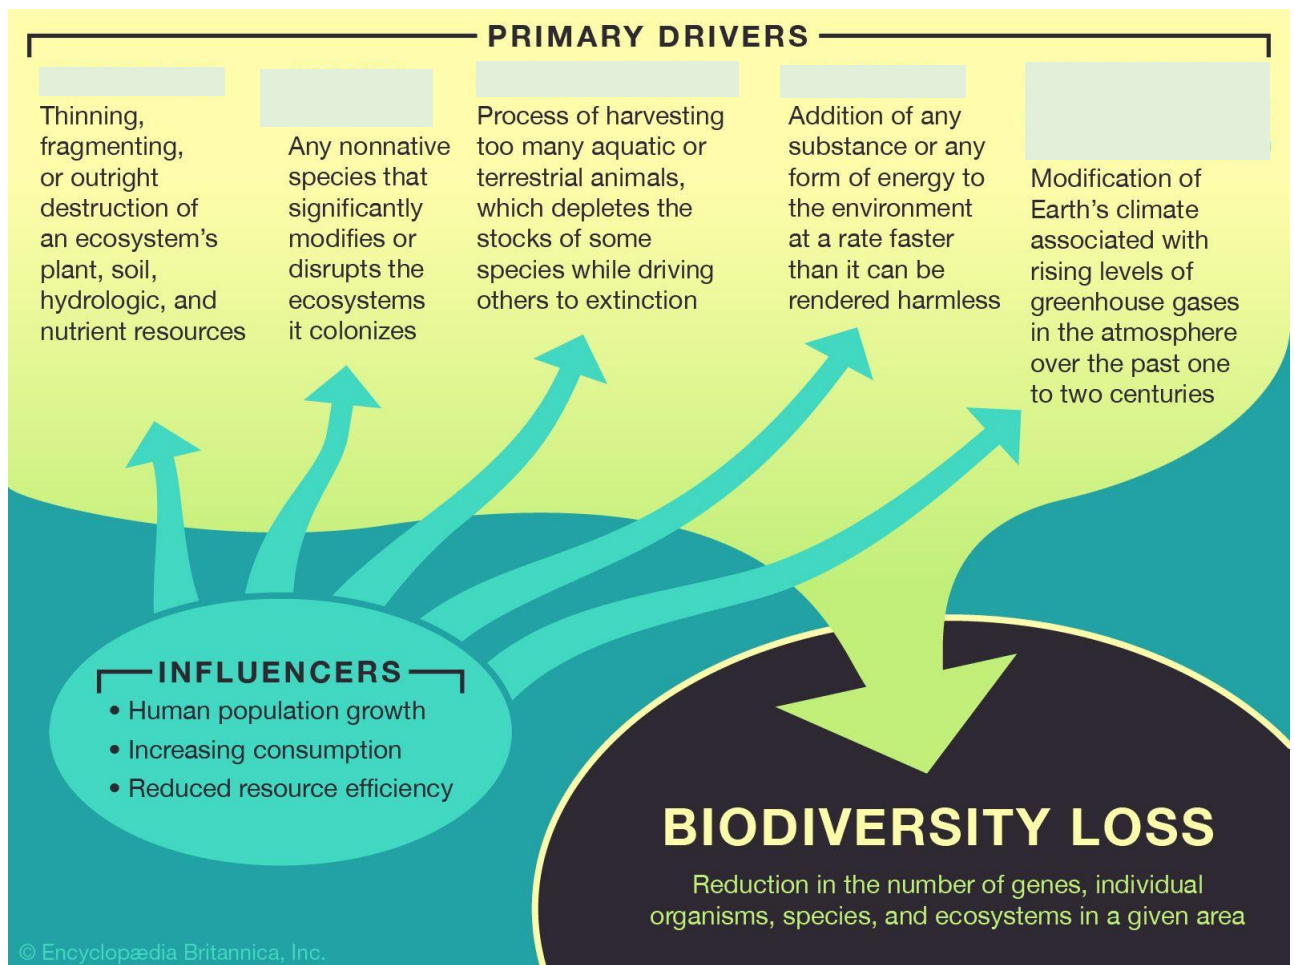 PRIMARY DRIVERS
Thinning,
fragmenting,
or outright
destruction of
an ecosystem's
plant, soil,
hydrologic, and
nutrient resources
Any nonnative
species that
significantly
modifies or
disrupts the
ecosystems
it colonizes
Process of harvesting
too many aquatic or
terrestrial animals,
which depletes the
stocks of some
species while driving
others to extinction
Addition of any
substance or any
form of energy to
the environment
at a rate faster
than it can be
rendered harmless
Modification of
Earth's climate
associated with
rising levels of
greenhouse gases
in the atmosphere
over the past one
to two centuries
INFLUENCERS
• Human population growth
• Increasing consumption
• Reduced resource efficiency
BIODIVERSITY LOSS
Reduction in the number of genes, individual
organisms, species, and ecosystems in a given area
© Encyclopædia Britannica, Inc.